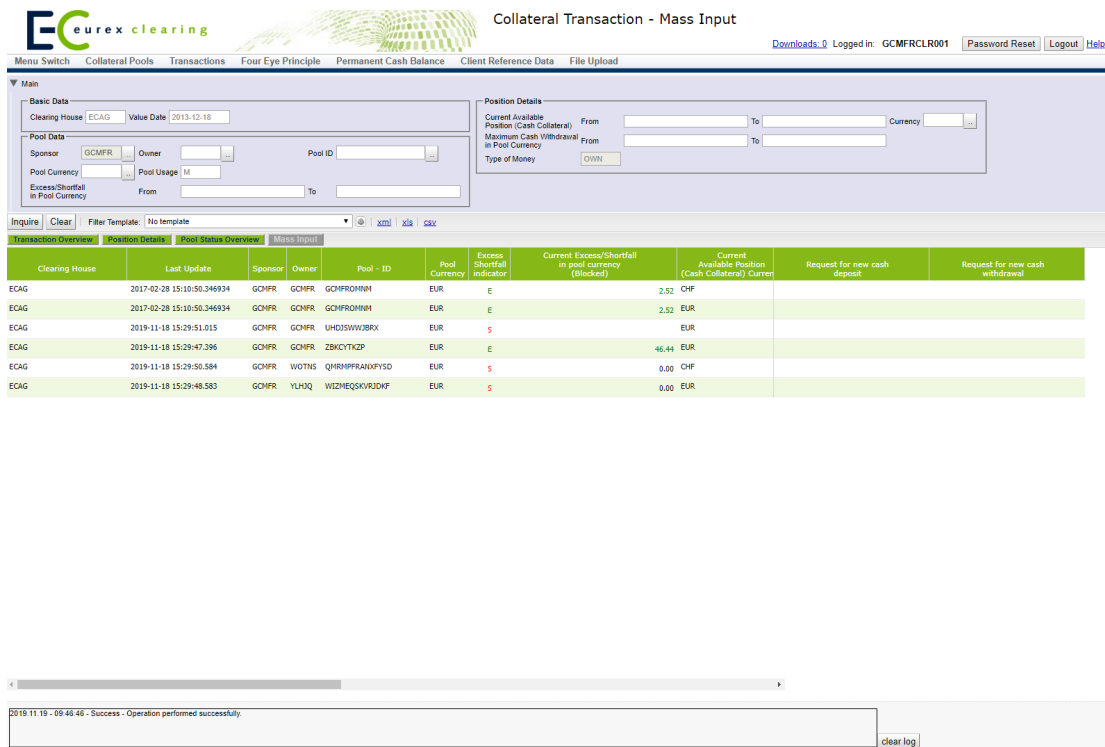 EC eurex clearing
Collateral Transaction - Mass Input
Downloads: 0 Logged in: GCMFRCLR001 Password Reset Logout Help
Menu Switch Collateral Pools Transactions Four Eye Principle Permanent Cash Balance Client Reference Data File Upload
Main
Basic Data
Clearing House ECAG Value Date 2013-12-18
Pool Data
Sponsor GCMFR .. Owner .. Pool ID ..
Pool Currency .. Pool Usage M
Excess/Shortfall
in Pool Currency From To
Position Details
Current Available
Position (Cash Collateral) From To Currency ..
Maximum Cash Withdrawal
in Pool Currency From To
Type of Money OWN
Inquire Clear Filter Template: No template xml xls csv
Transaction Overview Position Details Pool Status Overview Mass Input
Clearing House Last Update Sponsor Owner Pool - ID Pool Currency Excess Shortfall indicator Current Excess/Shortfall in pool currency (Blocked) Current Available Position (Cash Collateral) Curren Request for new cash deposit Request for new cash withdrawal
ECAG 2017-02-28 15:10:50.346934 GCMFR GCMFR GCMFROMNM EUR E 2.52 CHF
ECAG 2017-02-28 15:10:50.346934 GCMFR GCMFR GCMFROMNM EUR E 2.52 EUR
ECAG 2019-11-18 15:29:51.015 GCMFR GCMFR UHDJSWWJBRX EUR S EUR
ECAG 2019-11-18 15:29:47.396 GCMFR GCMFR ZBKCYTKZP EUR E 46.44 EUR
ECAG 2019-11-18 15:29:50.584 GCMFR WOTNS QMRMPFRANXFYSD EUR S 0.00 CHF
ECAG 2019-11-18 15:29:48.583 GCMFR YLHJQ WIZMEQSKVRJDKF EUR S 0.00 EUR
2019.11.19 - 09:46:46 - Success - Operation performed successfully.
clear log